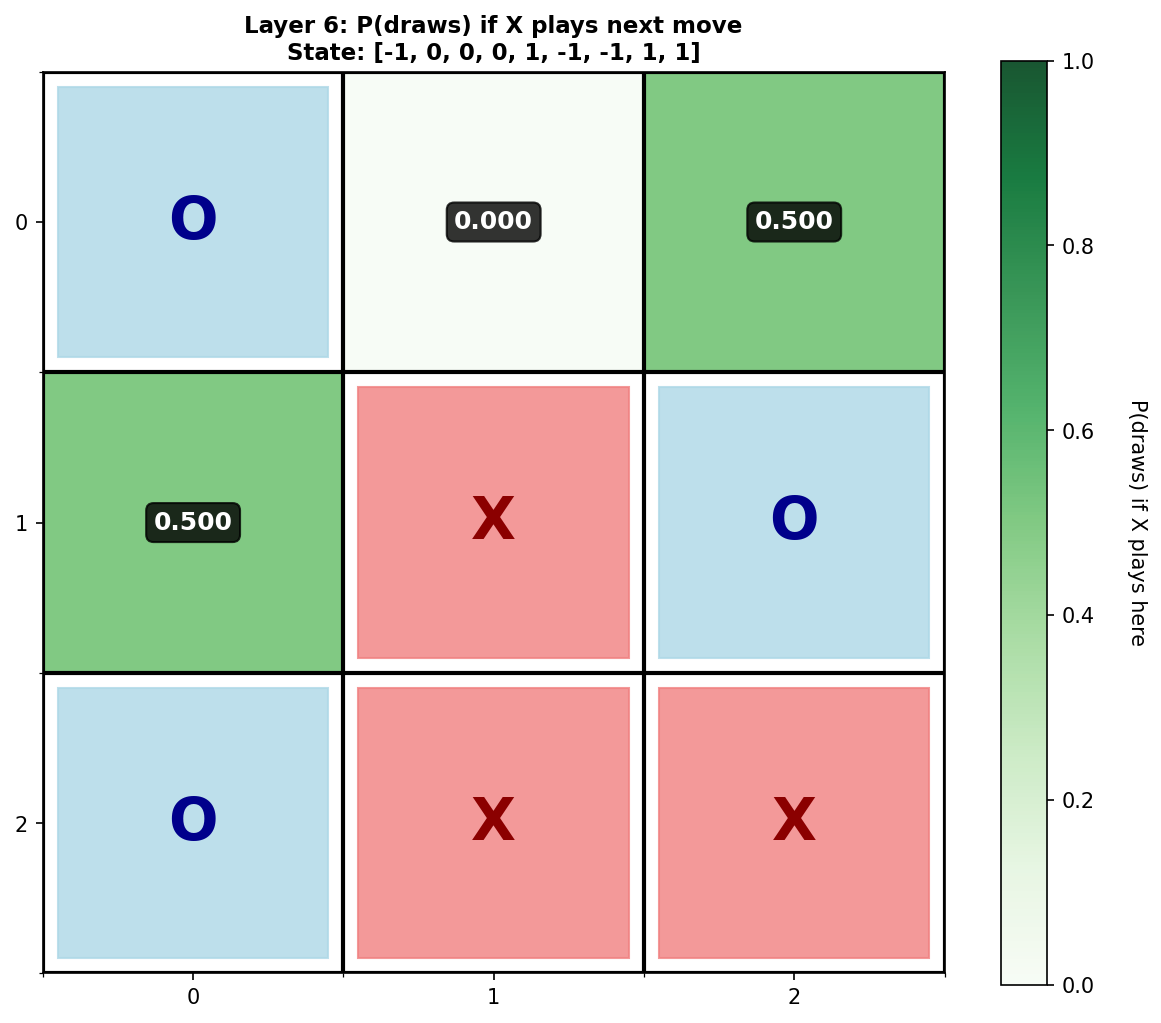 Layer 6: P(draws) if X plays next move
State: [-1, 0, 0, 0, 1, -1, -1, 1, 1]
0
O
0.000
0.500
1
0.500
X
O
2
O
X
X
0
1
2
1.0
0.8
0.6
0.4
0.2
0.0
P(draws) if X plays here